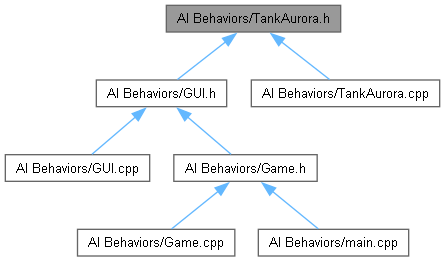 AI Behaviors/TankAurora.h
AI Behaviors/GUI.h
AI Behaviors/TankAurora.cpp
AI Behaviors/GUI.cpp
AI Behaviors/Game.h
AI Behaviors/Game.cpp
AI Behaviors/main.cpp